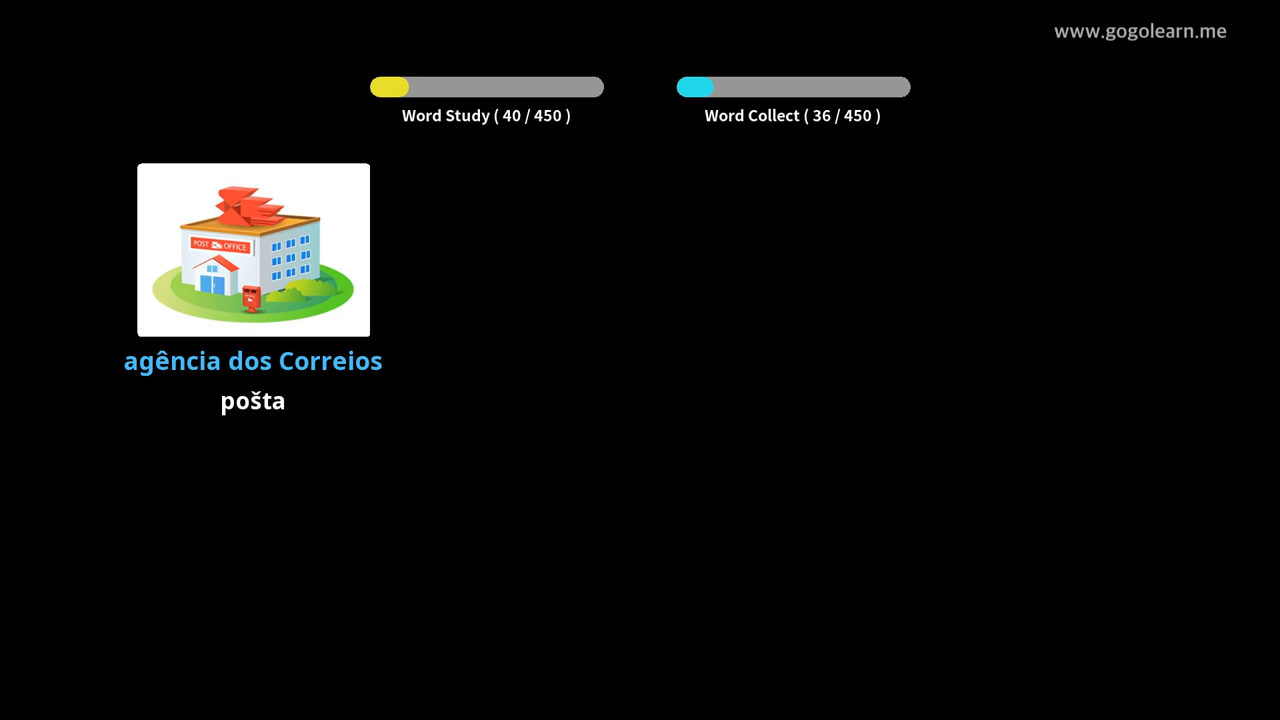 www.gogolearn.me
Word Study ( 40 / 450 )
Word Collect ( 36 / 450 )
POST OFFICE
agência dos Correios
pošta